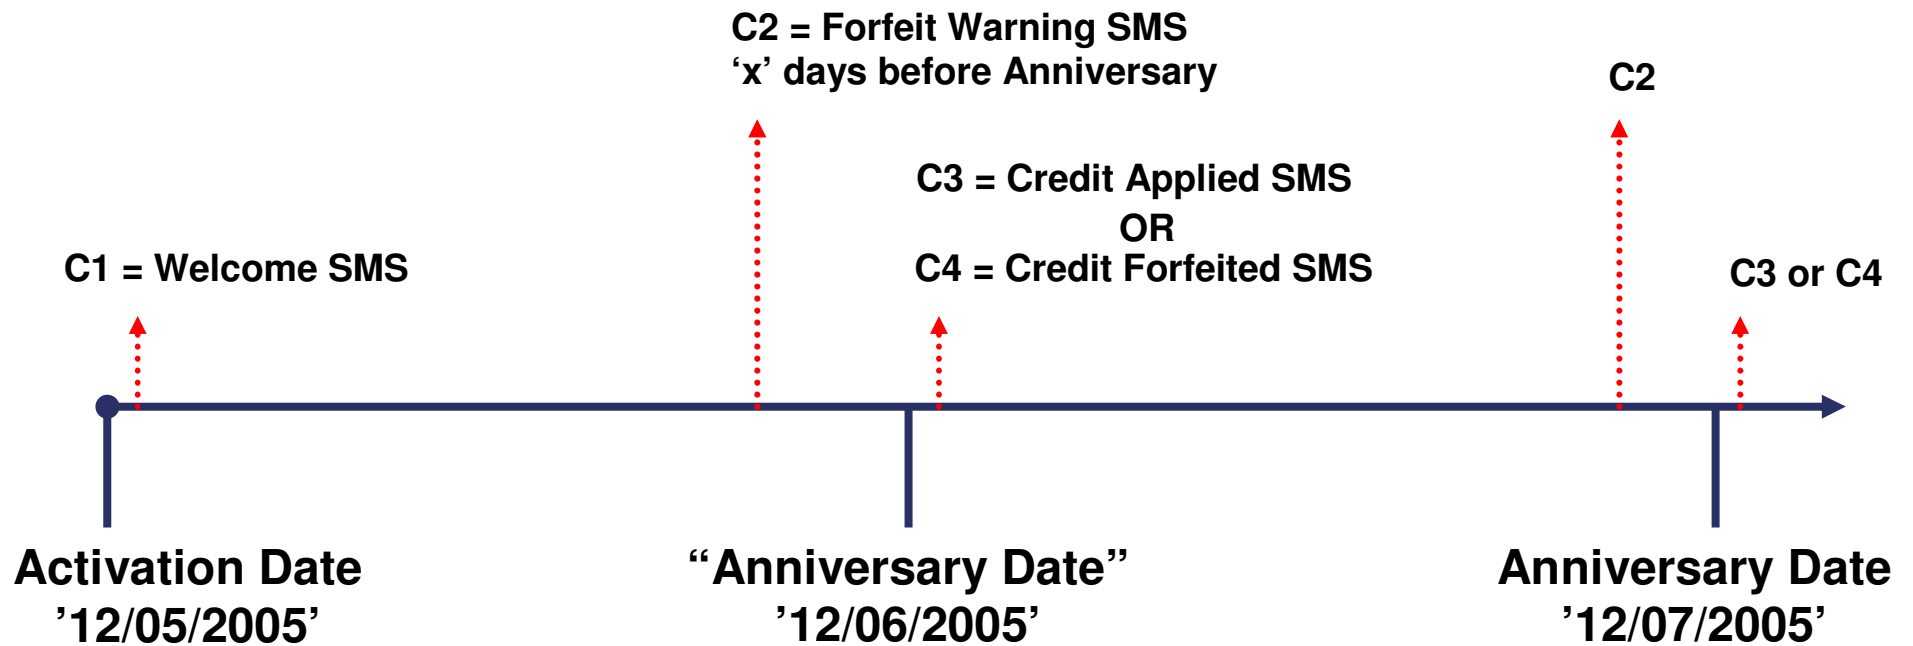 C2 = Forfeit Warning SMS
‘x’ days before Anniversary
C2
C3 = Credit Applied SMS
OR
C1 = Welcome SMS
C4 = Credit Forfeited SMS
C3 or C4
Activation Date
’12/05/2005’
“Anniversary Date”
’12/06/2005’
Anniversary Date
’12/07/2005’